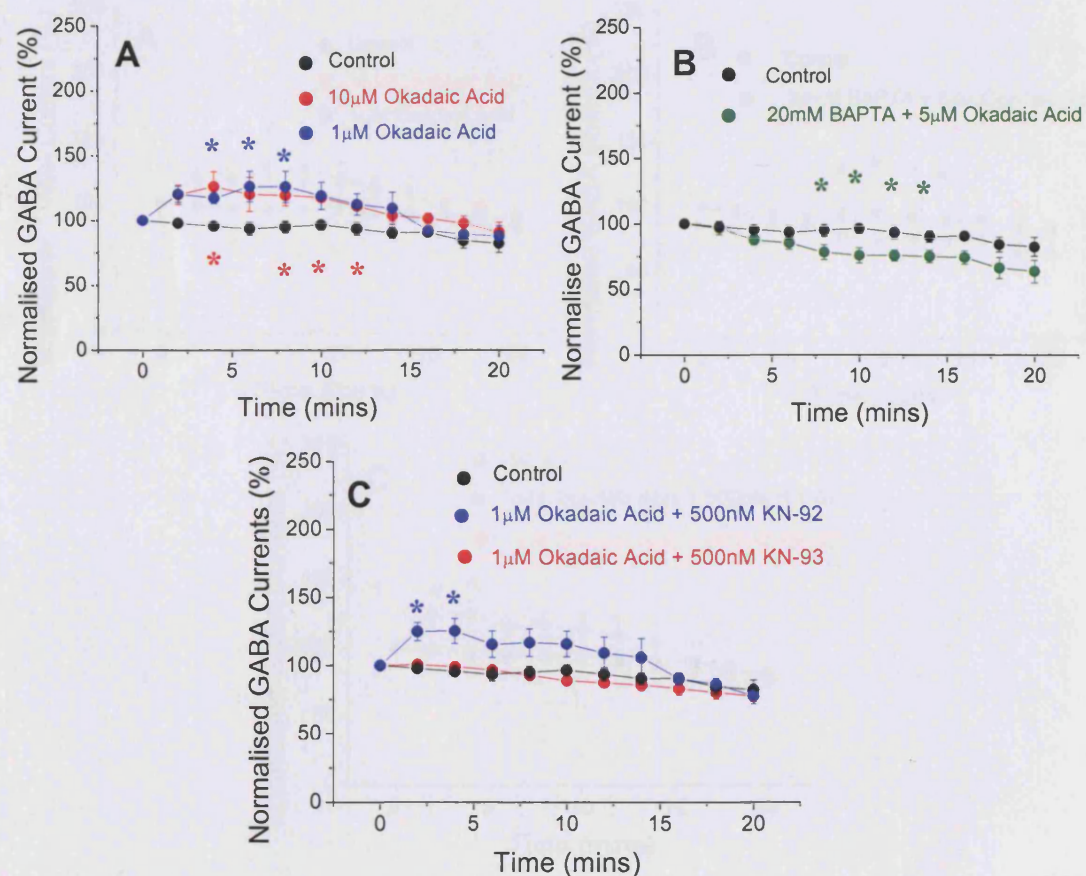 A
Control
10µM Okadaic Acid
1µM Okadaic Acid
* * *
* * * *
Normalised GABA Current (%)
250
200
150
100
50
0
0 5 10 15 20
Time (mins)
B
Control
20mM BAPTA + 5µM Okadaic Acid
* * * *
Normalise GABA Current (%)
250
200
150
100
50
0
0 5 10 15 20
Time (mins)
C
Control
1µM Okadaic Acid + 500nM KN-92
1µM Okadaic Acid + 500nM KN-93
* *
Normalised GABA Currents (%)
250
200
150
100
50
0
0 5 10 15 20
Time (mins)